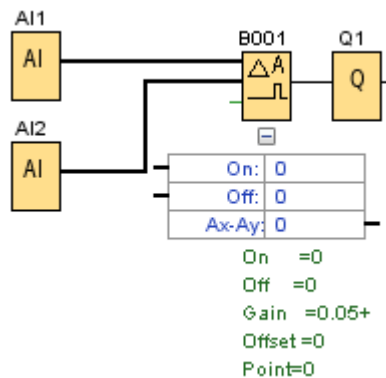 AI1
AI
AI2
AI
B001
Δ A
Q1
Q
On: 0
Off: 0
Ax-Ay: 0
On =0
Off =0
Gain =0.05+
Offset =0
Point=0